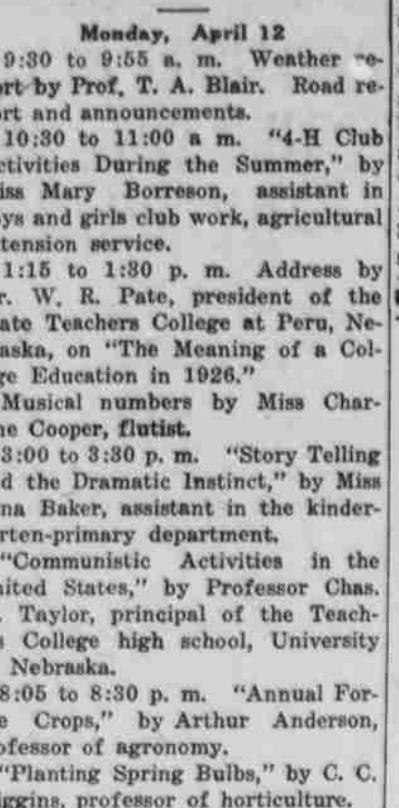 Monday, April 12
9:30 to 9:55 a. m. Weather re-
ort by Prof. T. A. Blair. Road re-
ort and announcements.
10:30 to 11:00 a m. "4-H Club
ctivities During the Summer," by
iss Mary Borreson, assistant in
oys and girls club work, agricultural
tension service.
1:15 to 1:30 p. m. Address by
r. W. R. Pate, president of the
ate Teachers College at Peru, Ne-
aska, on "The Meaning of a Col-
ge Education in 1926."
Musical numbers by Miss Char-
ne Cooper, flutist.
3:00 to 3:30 p. m. "Story Telling
d the Dramatic Instinct," by Miss
na Baker, assistant in the kinder-
rten-primary department.
"Communistic Activities in the
nited States," by Professor Chas.
. Taylor, principal of the Teach-
s College high school, University
Nebraska.
8:05 to 8:30 p. m. "Annual For-
e Crops," by Arthur Anderson,
ofessor of agronomy.
"Planting Spring Bulbs," by C. C.
iggins, professor of horticulture.